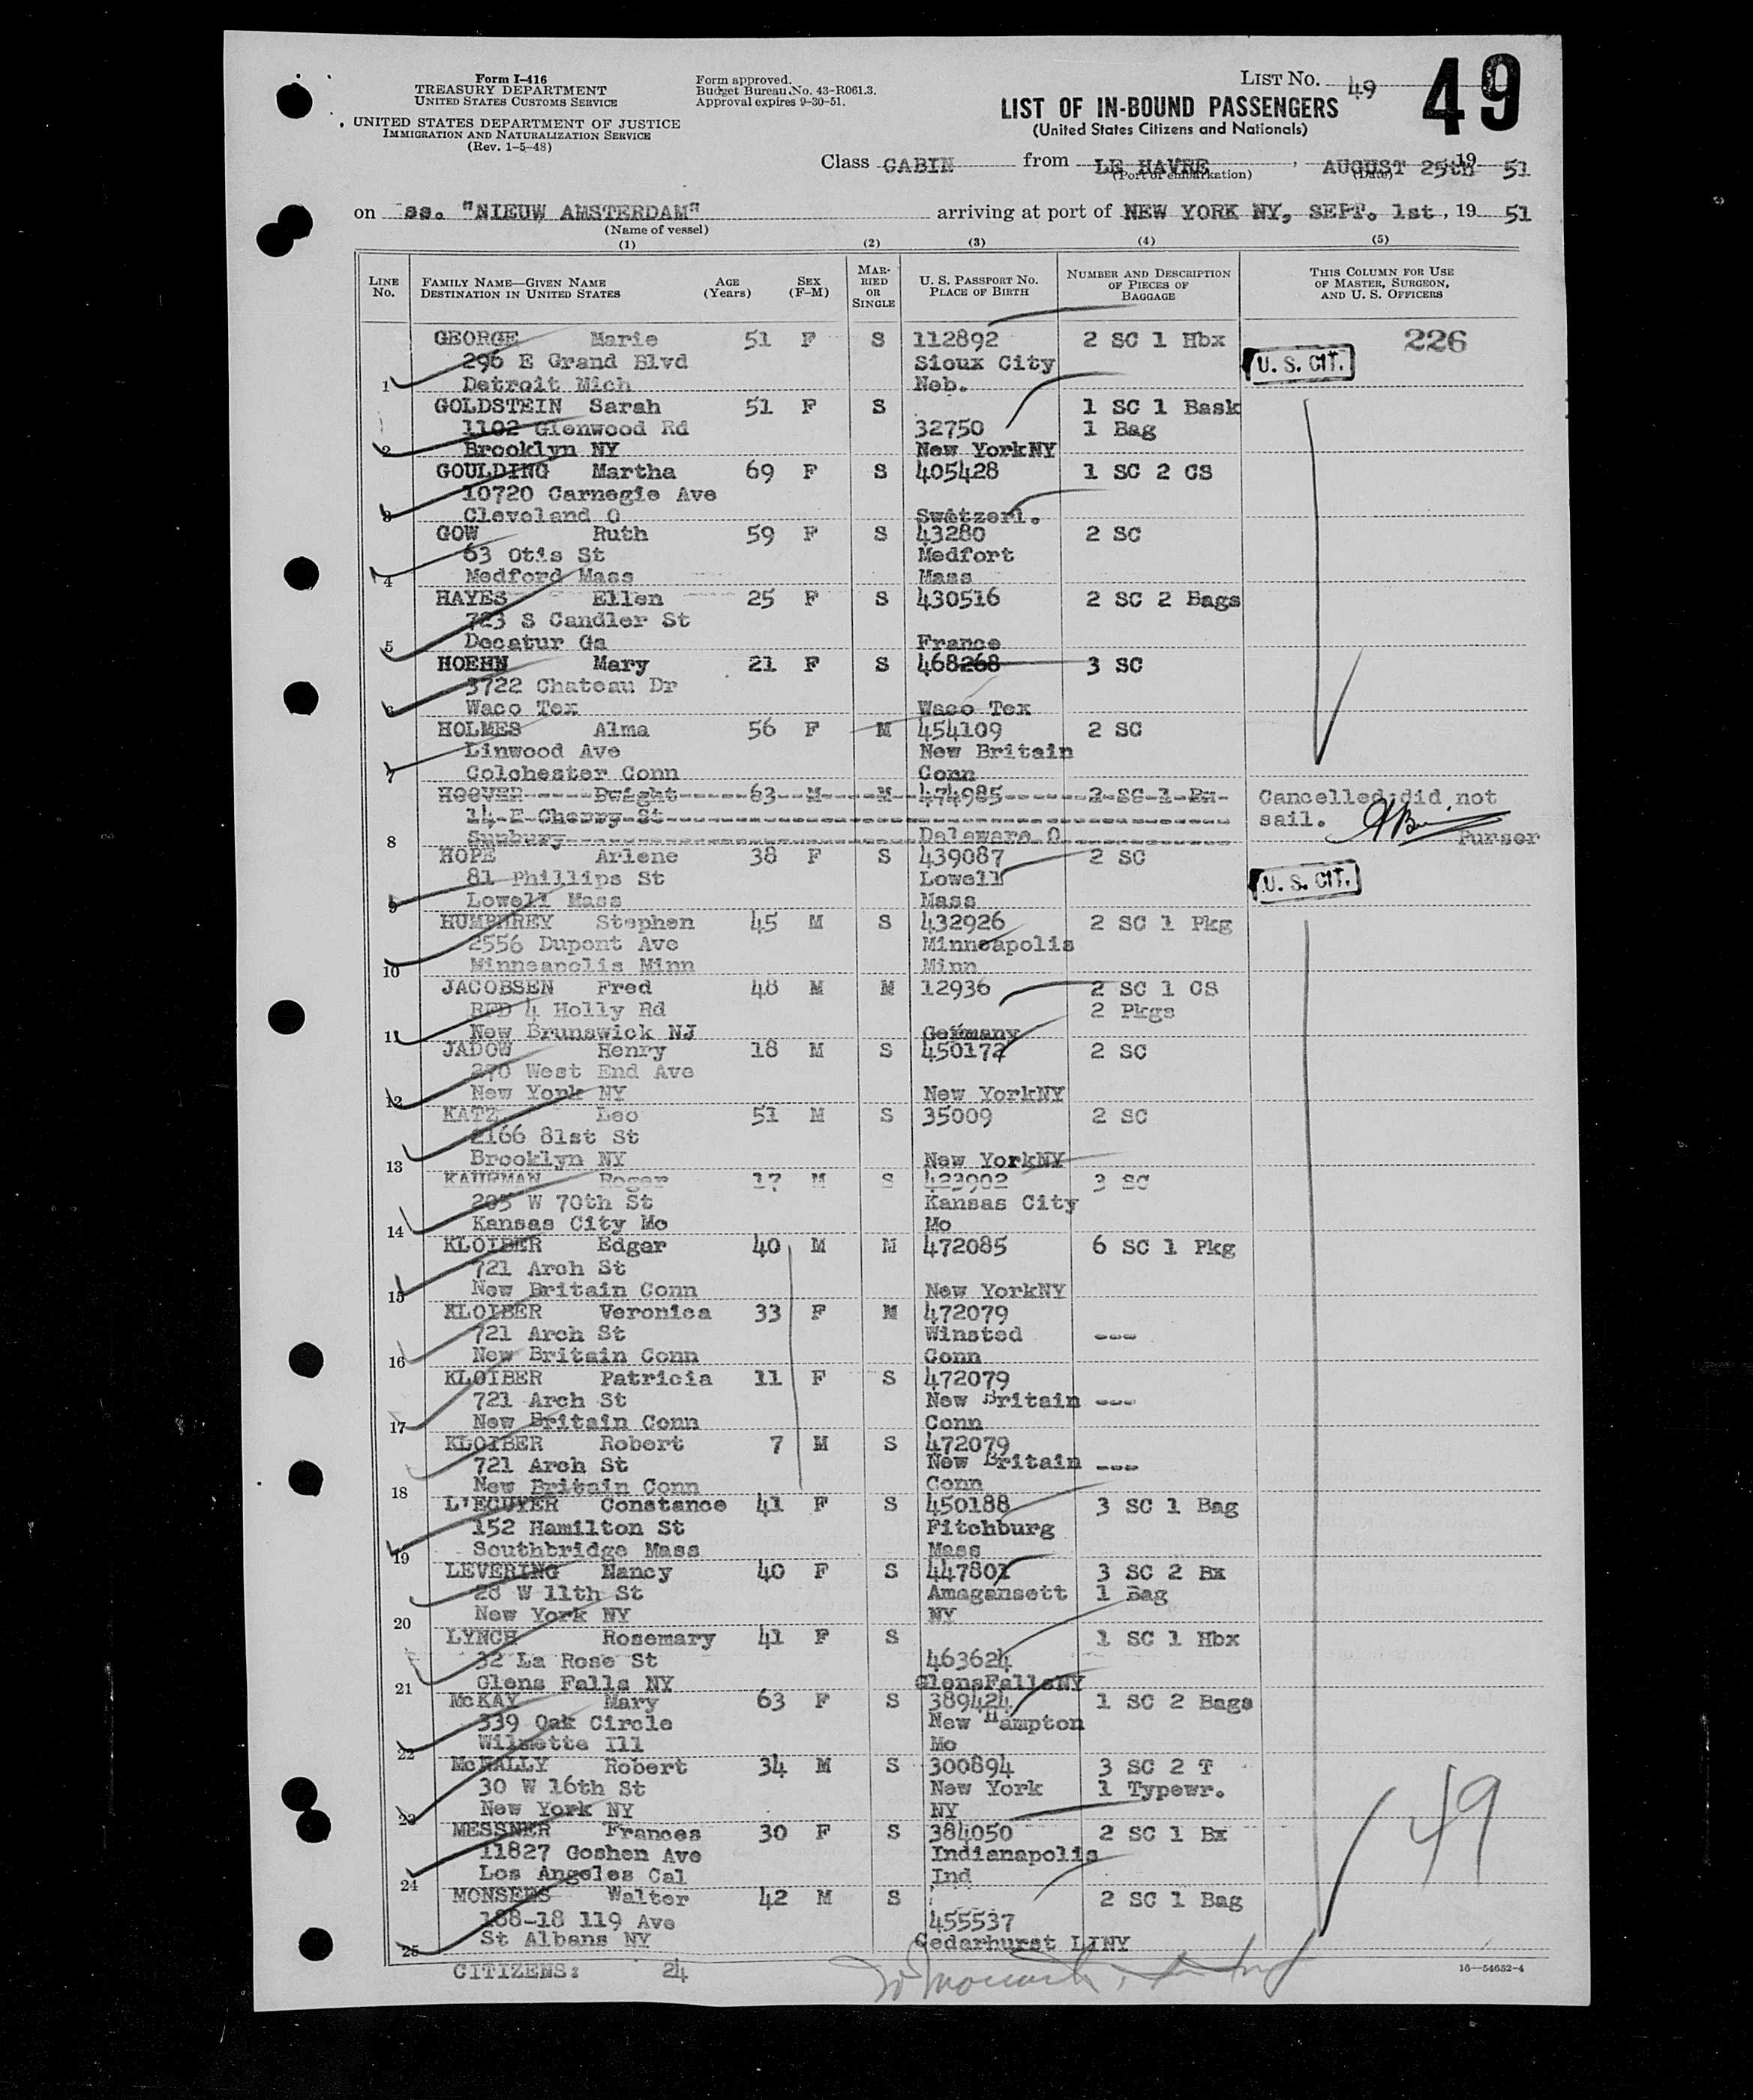 Form I-416
TREASURY DEPARTMENT
UNITED STATES CUSTOMS SERVICE
UNITED STATES DEPARTMENT OF JUSTICE
IMMIGRATION AND NATURALIZATION SERVICE
(Rev. 1-5-48)
Form approved.
Budget Bureau No. 43-R061.3.
Approval expires 9-30-51.
LIST NO. 49
49
LIST OF IN-BOUND PASSENGERS
(United States Citizens and Nationals)
Class CABIN from LE HAVRE, AUGUST 25th 19 51
(Port of embarkation) (Date)
on ss. "NIEUW AMSTERDAM" arriving at port of NEW YORK NY, SEPT. 1st, 19 51
(Name of vessel)
(1) (2) (3) (4) (5)
LINE NO. FAMILY NAME—GIVEN NAME DESTINATION IN UNITED STATES AGE (Years) SEX (F-M) MARRIED OR SINGLE U. S. PASSPORT NO. PLACE OF BIRTH NUMBER AND DESCRIPTION OF PIECES OF BAGGAGE THIS COLUMN FOR USE OF MASTER, SURGEON, AND U. S. OFFICERS
GEORGE Marie 51 F S 112892 2 SC 1 Hbx 226
296 E Grand Blvd Sioux City U. S. CIT.
1 Detroit Mich Neb.
GOLDSTEIN Sarah 51 F S 1 SC 1 Bask
1102 Glenwood Rd 32750 1 Bag
2 Brooklyn NY New YorkNY
GOULDING Martha 69 F S 405428 1 SC 2 CS
10720 Carnegie Ave
3 Cleveland O Switzerl.
GOW Ruth 59 F S 43280 2 SC
63 Otis St Medfort
4 Medford Mass Mass
HAYES Ellen 25 F S 430516 2 SC 2 Bags
723 S Candler St
5 Decatur Ga France
HOEHN Mary 21 F S 468268 3 SC
3722 Chateau Dr
6 Waco Tex Waco Tex
HOLMES Alma 56 F M 454109 2 SC
Linwood Ave New Britain
7 Colchester Conn Conn
HOOVER Dwight 63 M M 474985 2 SC 1 Bx Cancelled did not
14 E Cherry St sail.
8 Sunbury Delaware O Purser
HOPE Arlene 38 F S 439087 2 SC
81 Phillips St Lowell U. S. CIT.
9 Lowell Mass Mass
HUMPHREY Stephen 45 M S 432926 2 SC 1 Pkg
2556 Dupont Ave Minneapolis
10 Minneapolis Minn Minn
JACOBSEN Fred 48 M M 12936 2 SC 1 CS
RFD 4 Holly Rd 2 Pkgs
11 New Brunswick NJ Germany
JADOW Henry 18 M S 450172 2 SC
270 West End Ave
12 New York NY New YorkNY
KATZ Leo 51 M S 35009 2 SC
2166 81st St
13 Brooklyn NY New YorkNY
KAUFMAN Roger 17 M S 423902 3 SC
205 W 70th St Kansas City
14 Kansas City Mo Mo
KLOIBER Edgar 40 M M 472085 6 SC 1 Pkg
721 Arch St
15 New Britain Conn New YorkNY
KLOIBER Veronica 33 F M 472079
721 Arch St Winsted ---
16 New Britain Conn Conn
KLOIBER Patricia 11 F S 472079
721 Arch St New Britain ---
17 New Britain Conn Conn
KLOIBER Robert 7 M S 472079
721 Arch St New Britain ---
18 New Britain Conn Conn
L'ECUYER Constance 41 F S 450188 3 SC 1 Bag
152 Hamilton St Fitchburg
19 Southbridge Mass Mass
LEVERING Nancy 40 F S 447801 3 SC 2 Bx
28 W 11th St Amagansett 1 Bag
20 New York NY NY
LYNCH Rosemary 41 F S 1 SC 1 Hbx
32 La Rose St 463624
21 Glens Falls NY GlensFallsNY
McKAY Mary 63 F S 389424 1 SC 2 Bags
339 Oak Circle New Hampton
22 Wilmette Ill Mo
McNALLY Robert 34 M S 300894 3 SC 2 T
30 W 16th St New York 1 Typewr.
23 New York NY NY
MESSNER Frances 30 F S 384050 2 SC 1 Bx
11827 Goshen Ave Indianapolis
24 Los Angeles Cal Ind
MONSEES Walter 42 M S 2 SC 1 Bag
188-18 119 Ave 455537
25 St Albans NY Cedarhurst LINY
49
CITIZENS: 24
16—54652-4